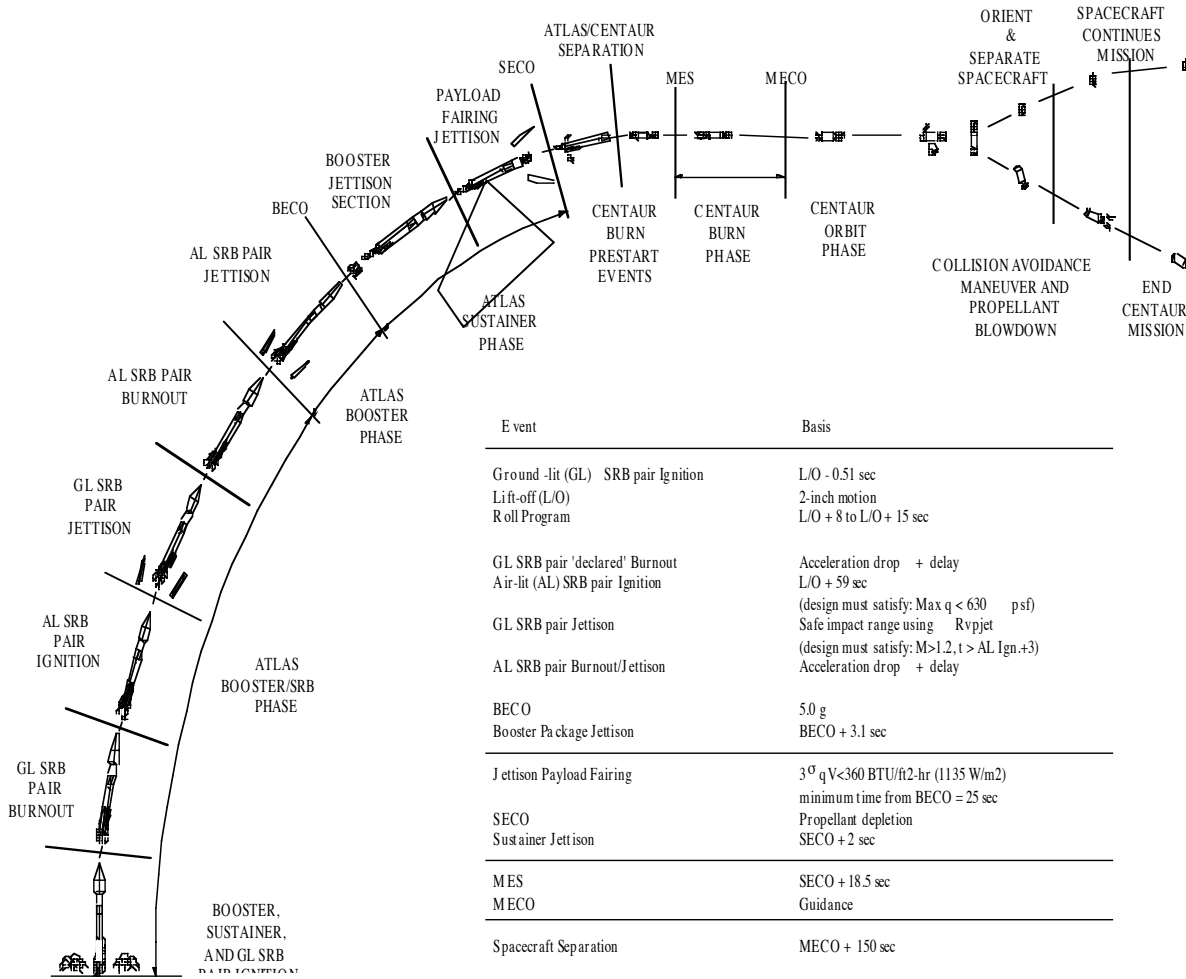 ORIENT
&
SEPARATE
SPACECRAFT
SPACECRAFT
CONTINUES
MISSION
ATLAS/CENTAUR
SEPARATION
SECO
MES
MECO
PAYLOAD
FAIRING
JETTISON
BOOSTER
JETTISON
SECTION
BECO
CENTAUR
BURN
PRESTART
EVENTS
CENTAUR
BURN
PHASE
CENTAUR
ORBIT
PHASE
AL SRB PAIR
JETTISON
COLLISION AVOIDANCE
MANEUVER AND
PROPELLANT
BLOWDOWN
END
CENTAUR
MISSION
ATLAS
SUSTAINER
PHASE
AL SRB PAIR
BURNOUT
ATLAS
BOOSTER
PHASE
GL SRB
PAIR
JETTISON
AL SRB
PAIR
IGNITION
ATLAS
BOOSTER/SRB
PHASE
GL SRB
PAIR
BURNOUT
BOOSTER,
SUSTAINER,
AND GL SRB
PAIR IGNITION
Event Basis
Ground -lit (GL) SRB pair Ignition L/O - 0.51 sec
Lift-off (L/O) 2-inch motion
Roll Program L/O + 8 to L/O + 15 sec
GL SRB pair 'declared' Burnout Acceleration drop + delay
Air-lit (AL) SRB pair Ignition L/O + 59 sec
(design must satisfy: Max q < 630 psf)
GL SRB pair Jettison Safe impact range using Rvpjet
(design must satisfy: M>1.2, t > AL Ign.+3)
AL SRB pair Burnout/Jettison Acceleration drop + delay
BECO 5.0 g
Booster Package Jettison BECO + 3.1 sec
Jettison Payload Fairing 3σ qV<360 BTU/ft2-hr (1135 W/m2)
minimum time from BECO = 25 sec
SECO Propellant depletion
Sustainer Jettison SECO + 2 sec
MES SECO + 18.5 sec
MECO Guidance
Spacecraft Separation MECO + 150 sec